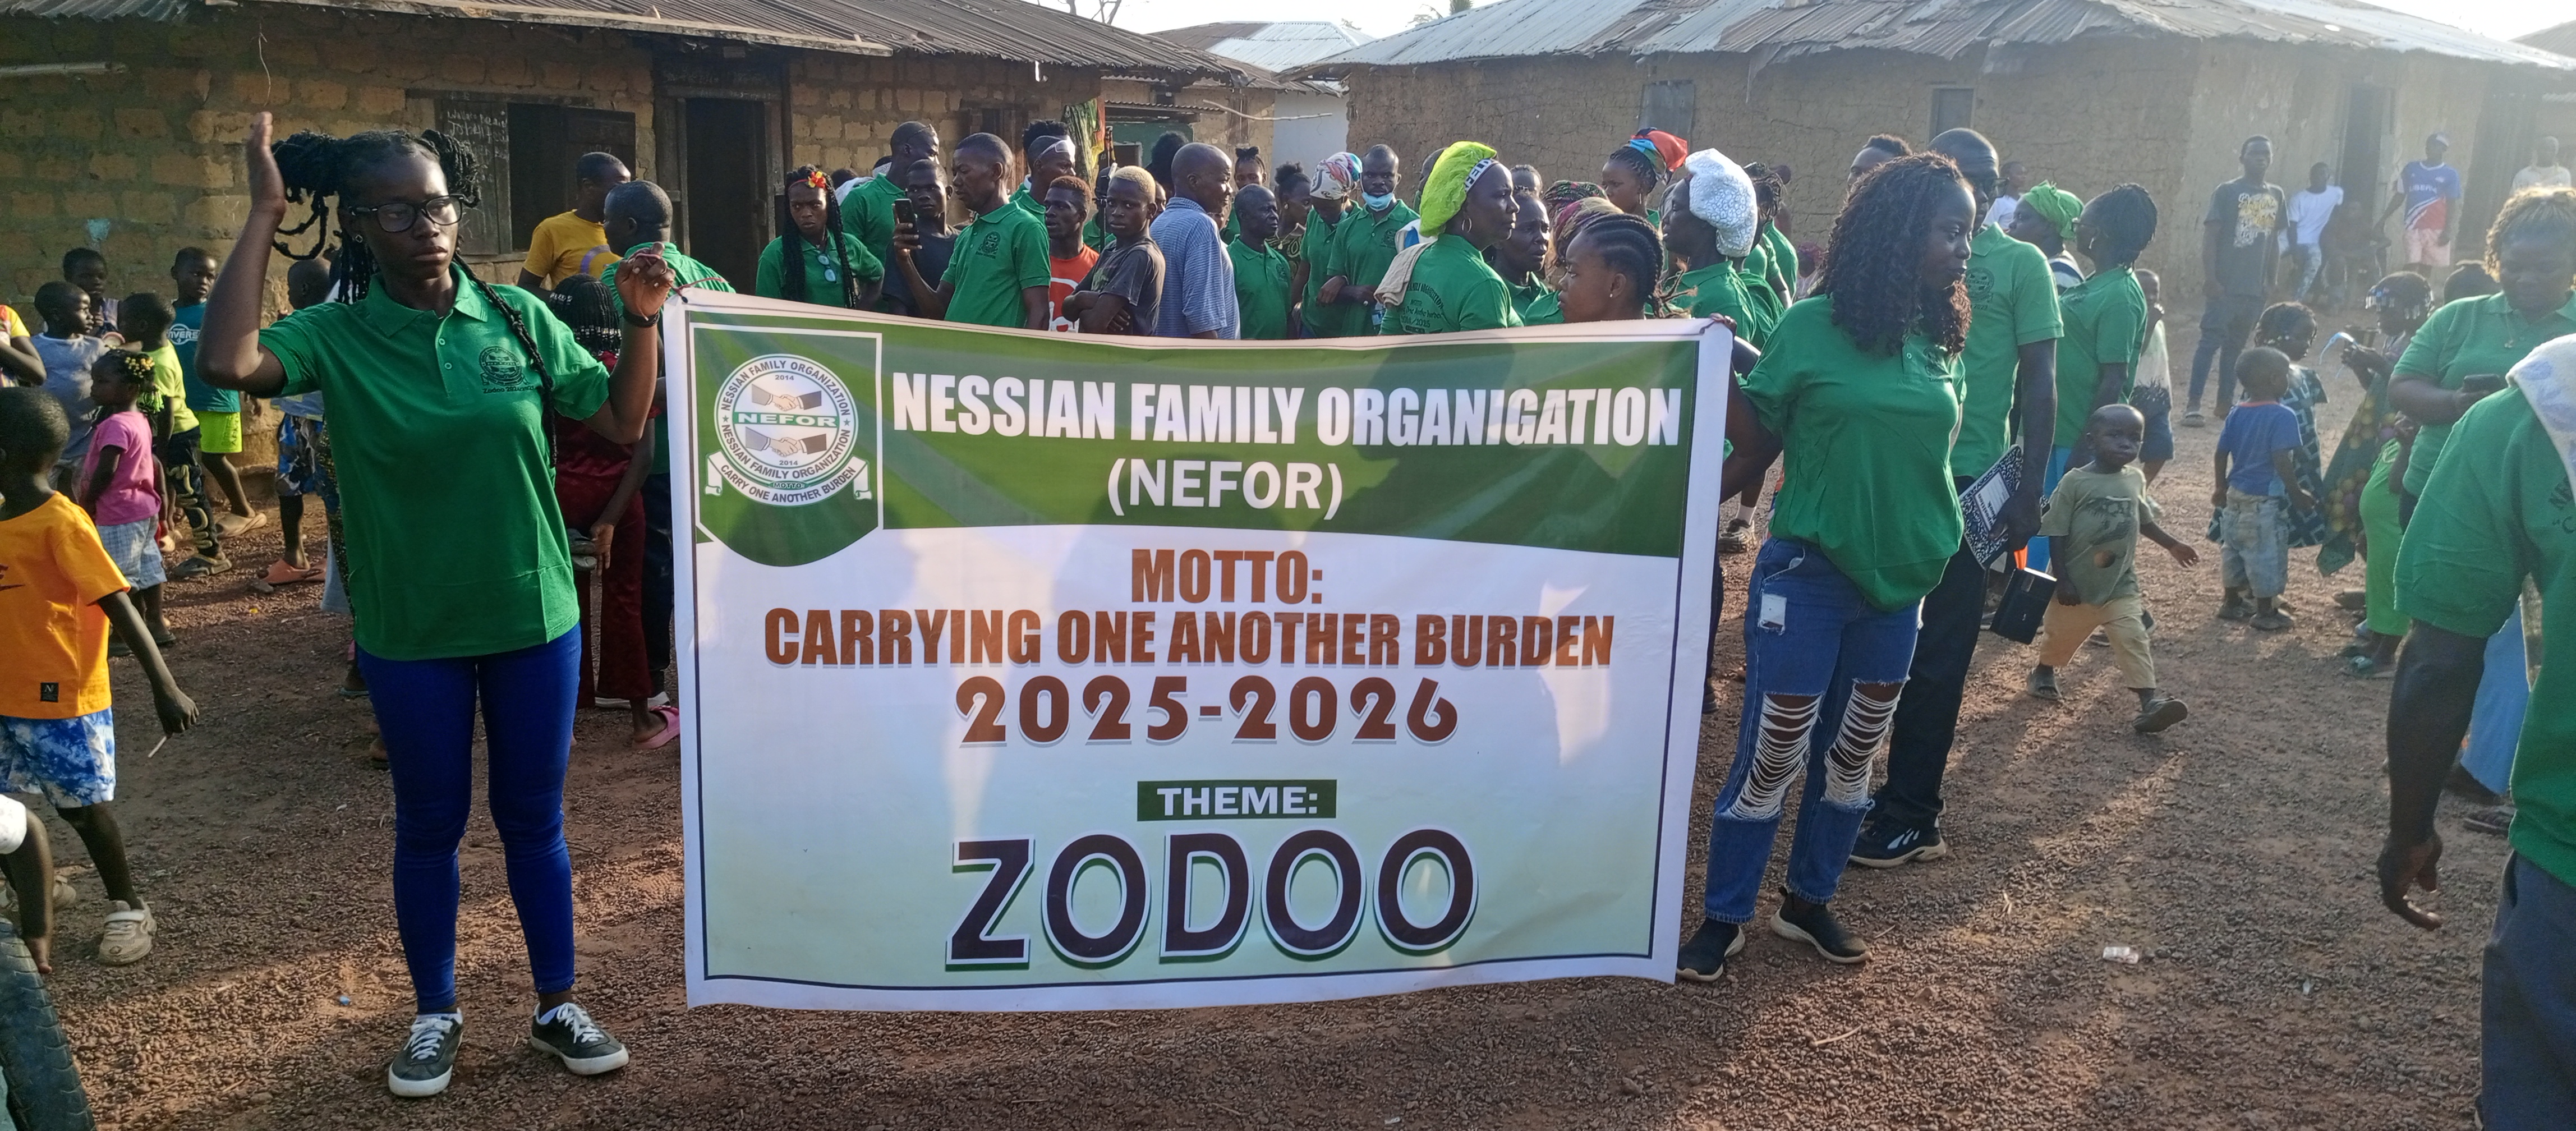 NESSIAN FAMILY ORGANIZATION
2014
NEFOR
2014
NESSIAN FAMILY ORGANIZATION
MOTTO
CARRY ONE ANOTHER BURDEN
NESSIAN FAMILY ORGANIGATION
(NEFOR)
MOTTO:
CARRYING ONE ANOTHER BURDEN
2025-2026
THEME:
ZODOO